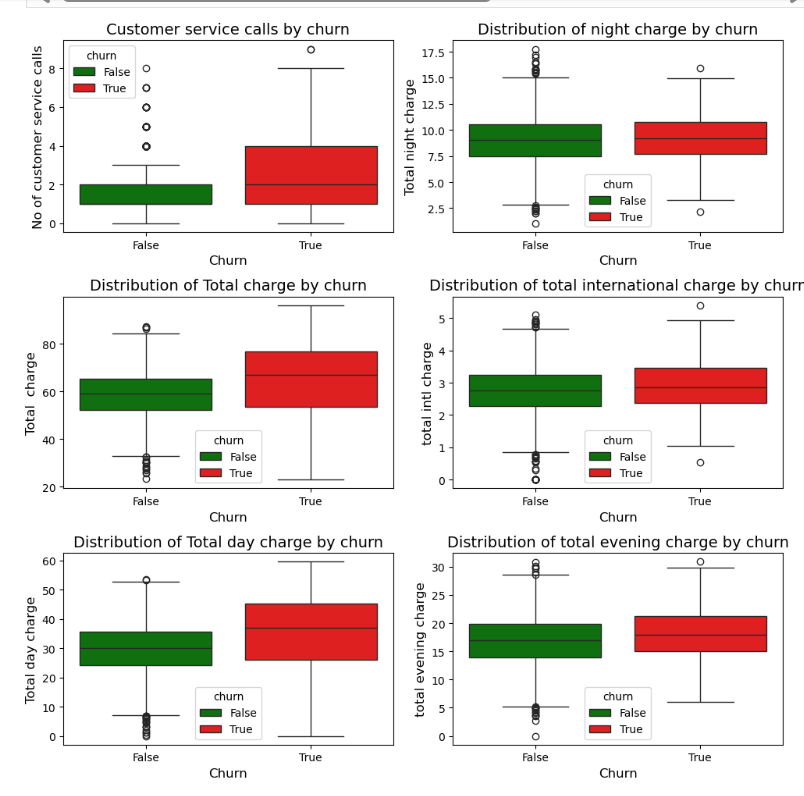 Customer service calls by churn
No of customer service calls
8
6
4
2
0
churn
False
True
False
True
Churn
Distribution of night charge by churn
Total night charge
17.5
15.0
12.5
10.0
7.5
5.0
2.5
churn
False
True
False
True
Churn
Distribution of Total charge by churn
Total  charge
80
60
40
20
churn
False
True
False
True
Churn
Distribution of total international charge by churn
total intl charge
5
4
3
2
1
0
churn
False
True
False
True
Churn
Distribution of Total day charge by churn
Total day charge
60
50
40
30
20
10
0
churn
False
True
False
True
Churn
Distribution of total evening charge by churn
total evening charge
30
25
20
15
10
5
0
churn
False
True
False
True
Churn